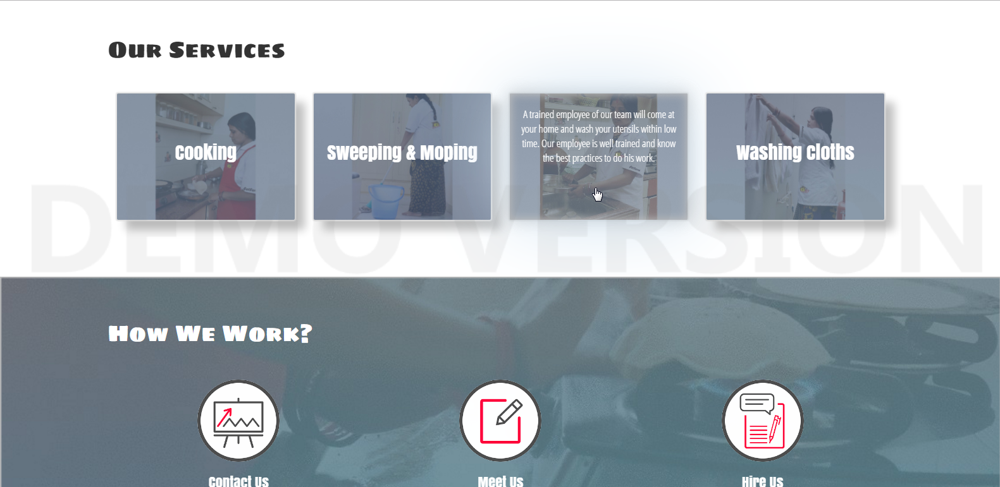 Our Services
Cooking
Sweeping & Moping
A trained employee of our team will come at
your home and wash your utensils within low
time. Our employee is well trained and know
the best practices to do his work.
Washing Cloths
DEMO VERSION
How We Work?
Contact Us
Meet Us
Hire Us